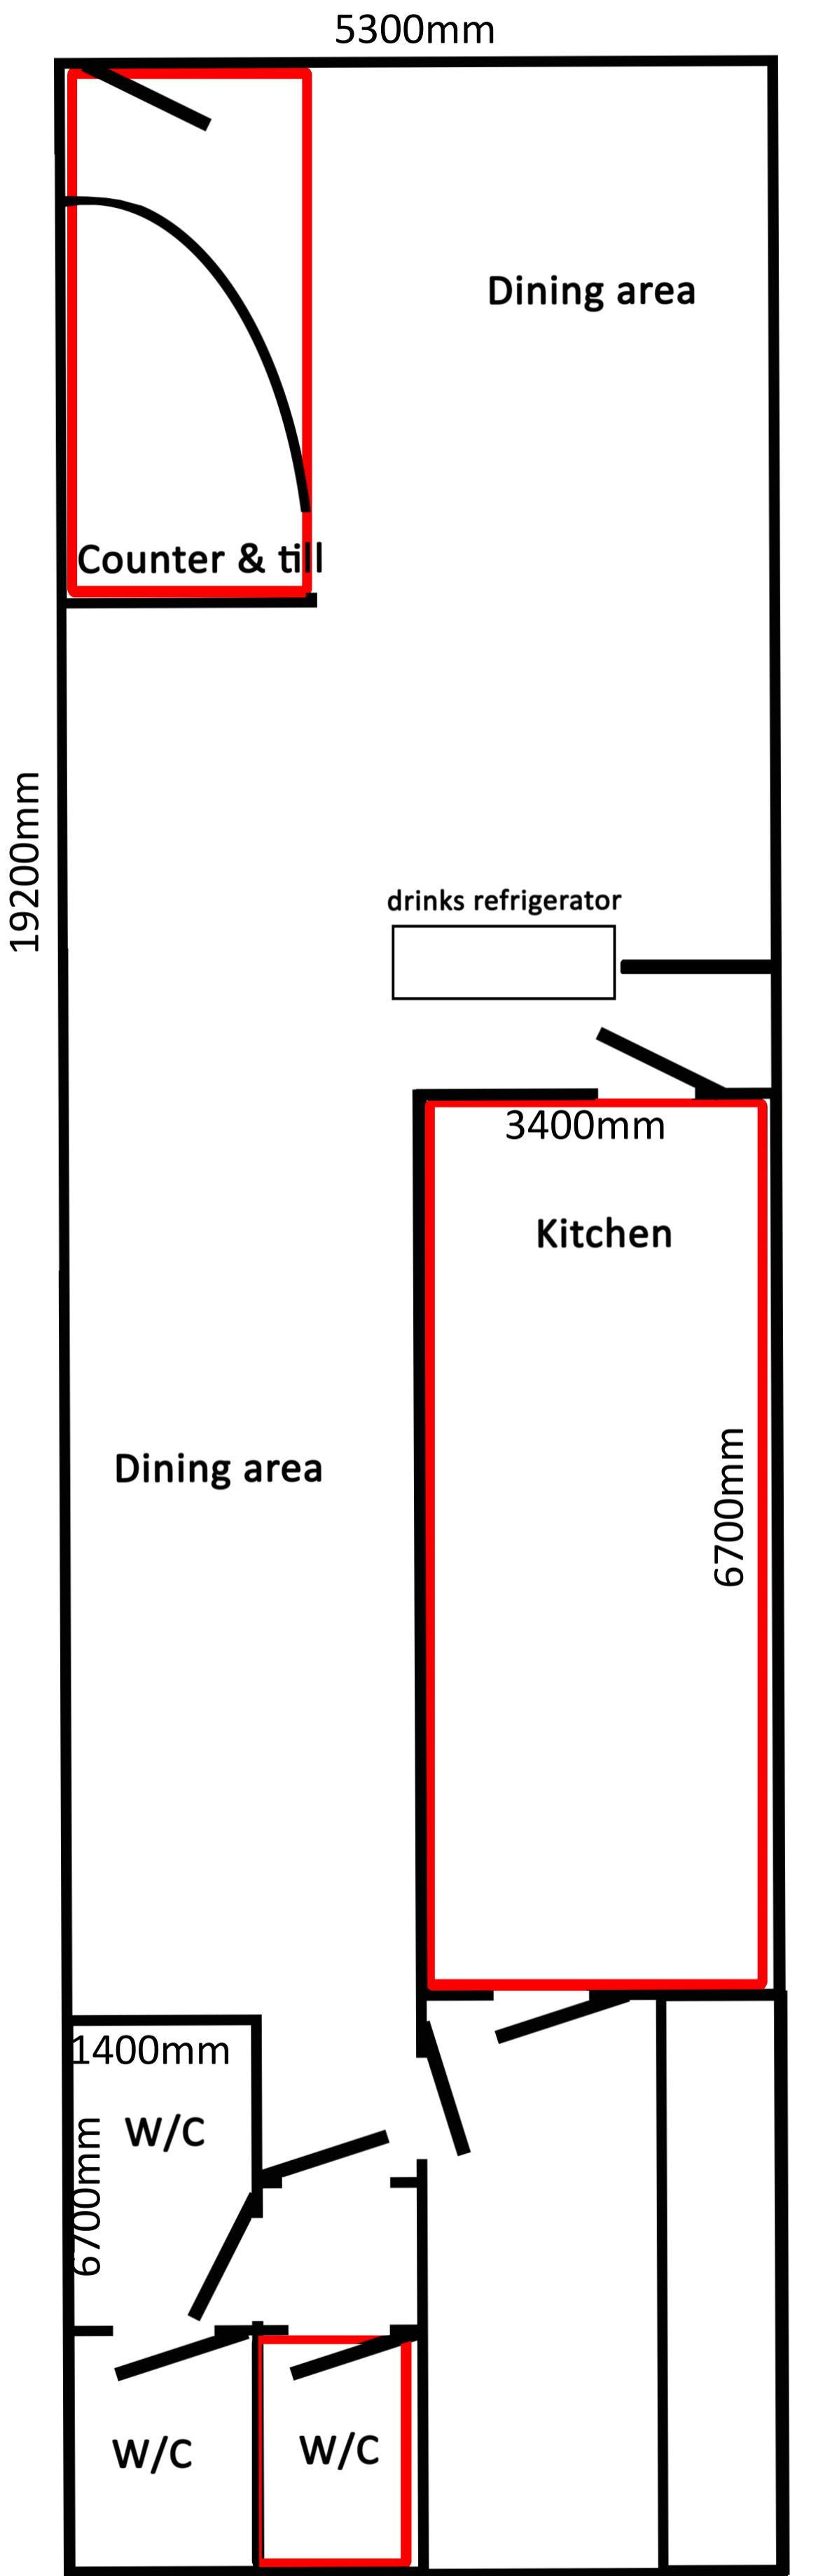 5300mm
Dining area
Counter & till
19200mm
drinks refrigerator
3400mm
Kitchen
6700mm
Dining area
1400mm
W/C
6700mm
W/C
W/C